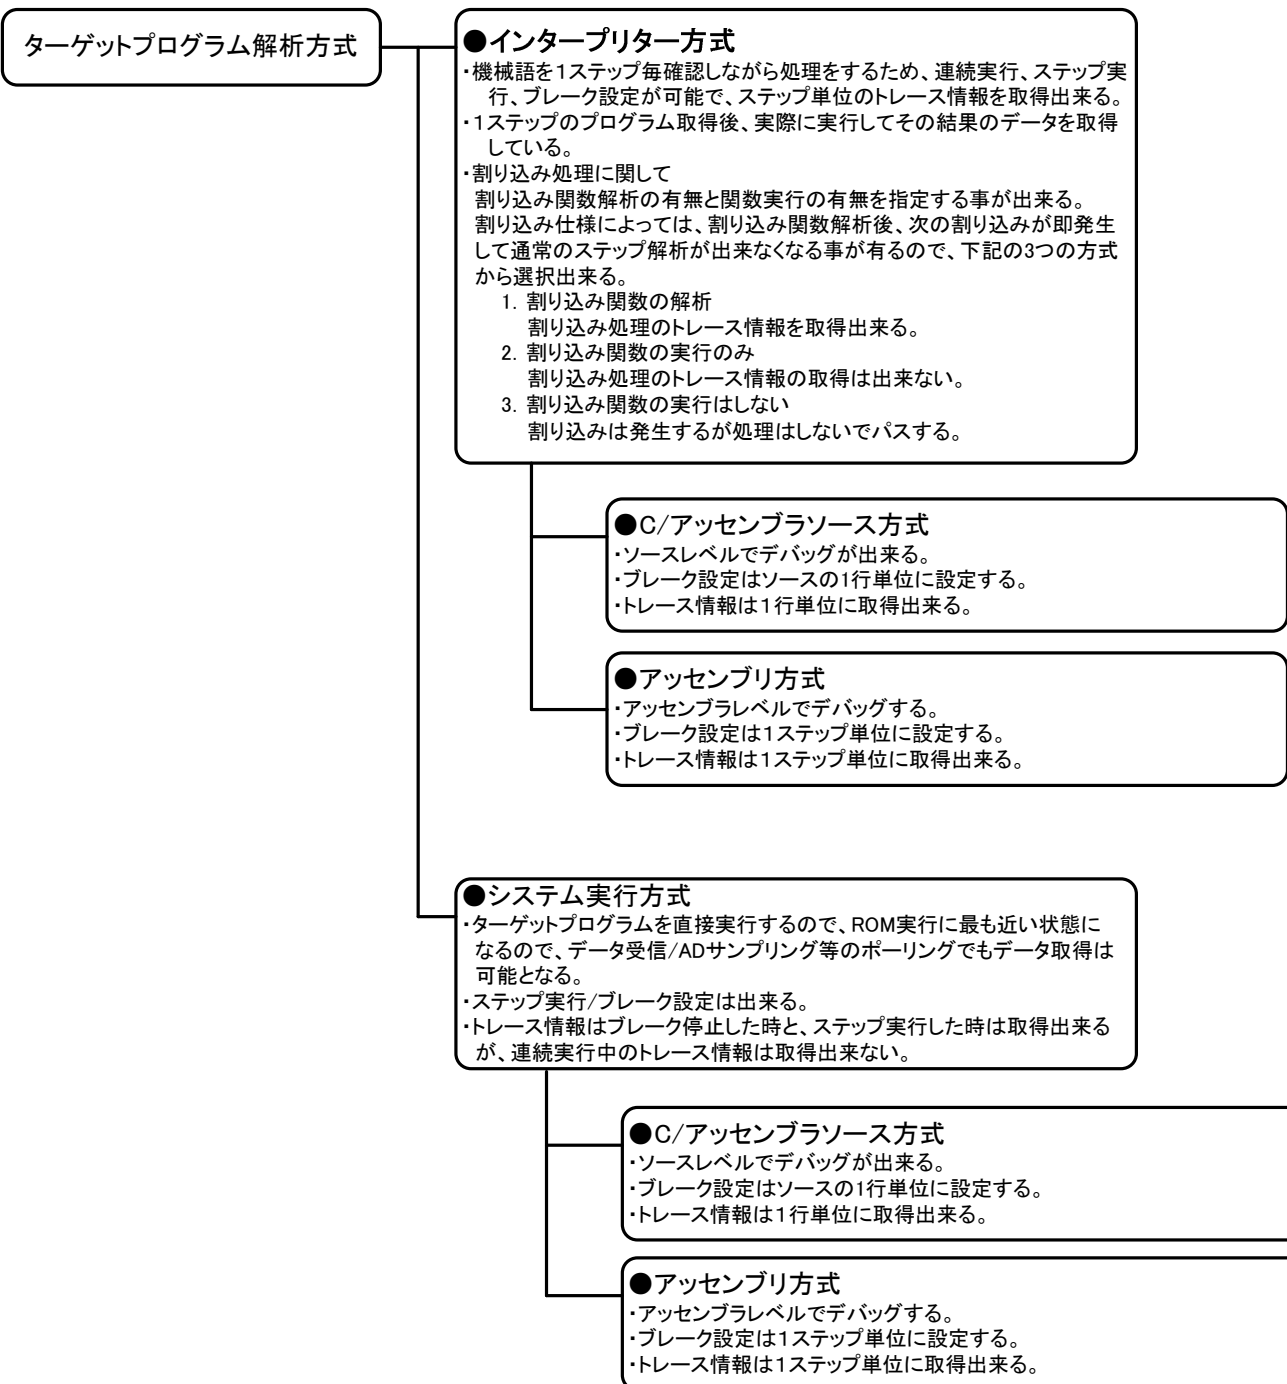 ターゲットプログラム解析方式
●インタープリター方式
・機械語を１ステップ毎確認しながら処理をするため、連続実行、ステップ実
行、ブレーク設定が可能で、ステップ単位のトレース情報を取得出来る。
・１ステップのプログラム取得後、実際に実行してその結果のデータを取得
している。
・割り込み処理に関して
割り込み関数解析の有無と関数実行の有無を指定する事が出来る。
割り込み仕様によっては、割り込み関数解析後、次の割り込みが即発生
して通常のステップ解析が出来なくなる事が有るので、下記の3つの方式
から選択出来る。
1. 割り込み関数の解析
割り込み処理のトレース情報を取得出来る。
2. 割り込み関数の実行のみ
割り込み処理のトレース情報の取得は出来ない。
3. 割り込み関数の実行はしない
割り込みは発生するが処理はしないでパスする。
●C/アッセンブラソース方式
・ソースレベルでデバッグが出来る。
・ブレーク設定はソースの1行単位に設定する。
・トレース情報は１行単位に取得出来る。
●アッセンブリ方式
・アッセンブラレベルでデバッグする。
・ブレーク設定は１ステップ単位に設定する。
・トレース情報は１ステップ単位に取得出来る。
●システム実行方式
・ターゲットプログラムを直接実行するので、ROM実行に最も近い状態に
なるので、データ受信/ADサンプリング等のポーリングでもデータ取得は
可能となる。
・ステップ実行/ブレーク設定は出来る。
・トレース情報はブレーク停止した時と、ステップ実行した時は取得出来る
が、連続実行中のトレース情報は取得出来ない。
●C/アッセンブラソース方式
・ソースレベルでデバッグが出来る。
・ブレーク設定はソースの1行単位に設定する。
・トレース情報は１行単位に取得出来る。
●アッセンブリ方式
・アッセンブラレベルでデバッグする。
・ブレーク設定は１ステップ単位に設定する。
・トレース情報は１ステップ単位に取得出来る。